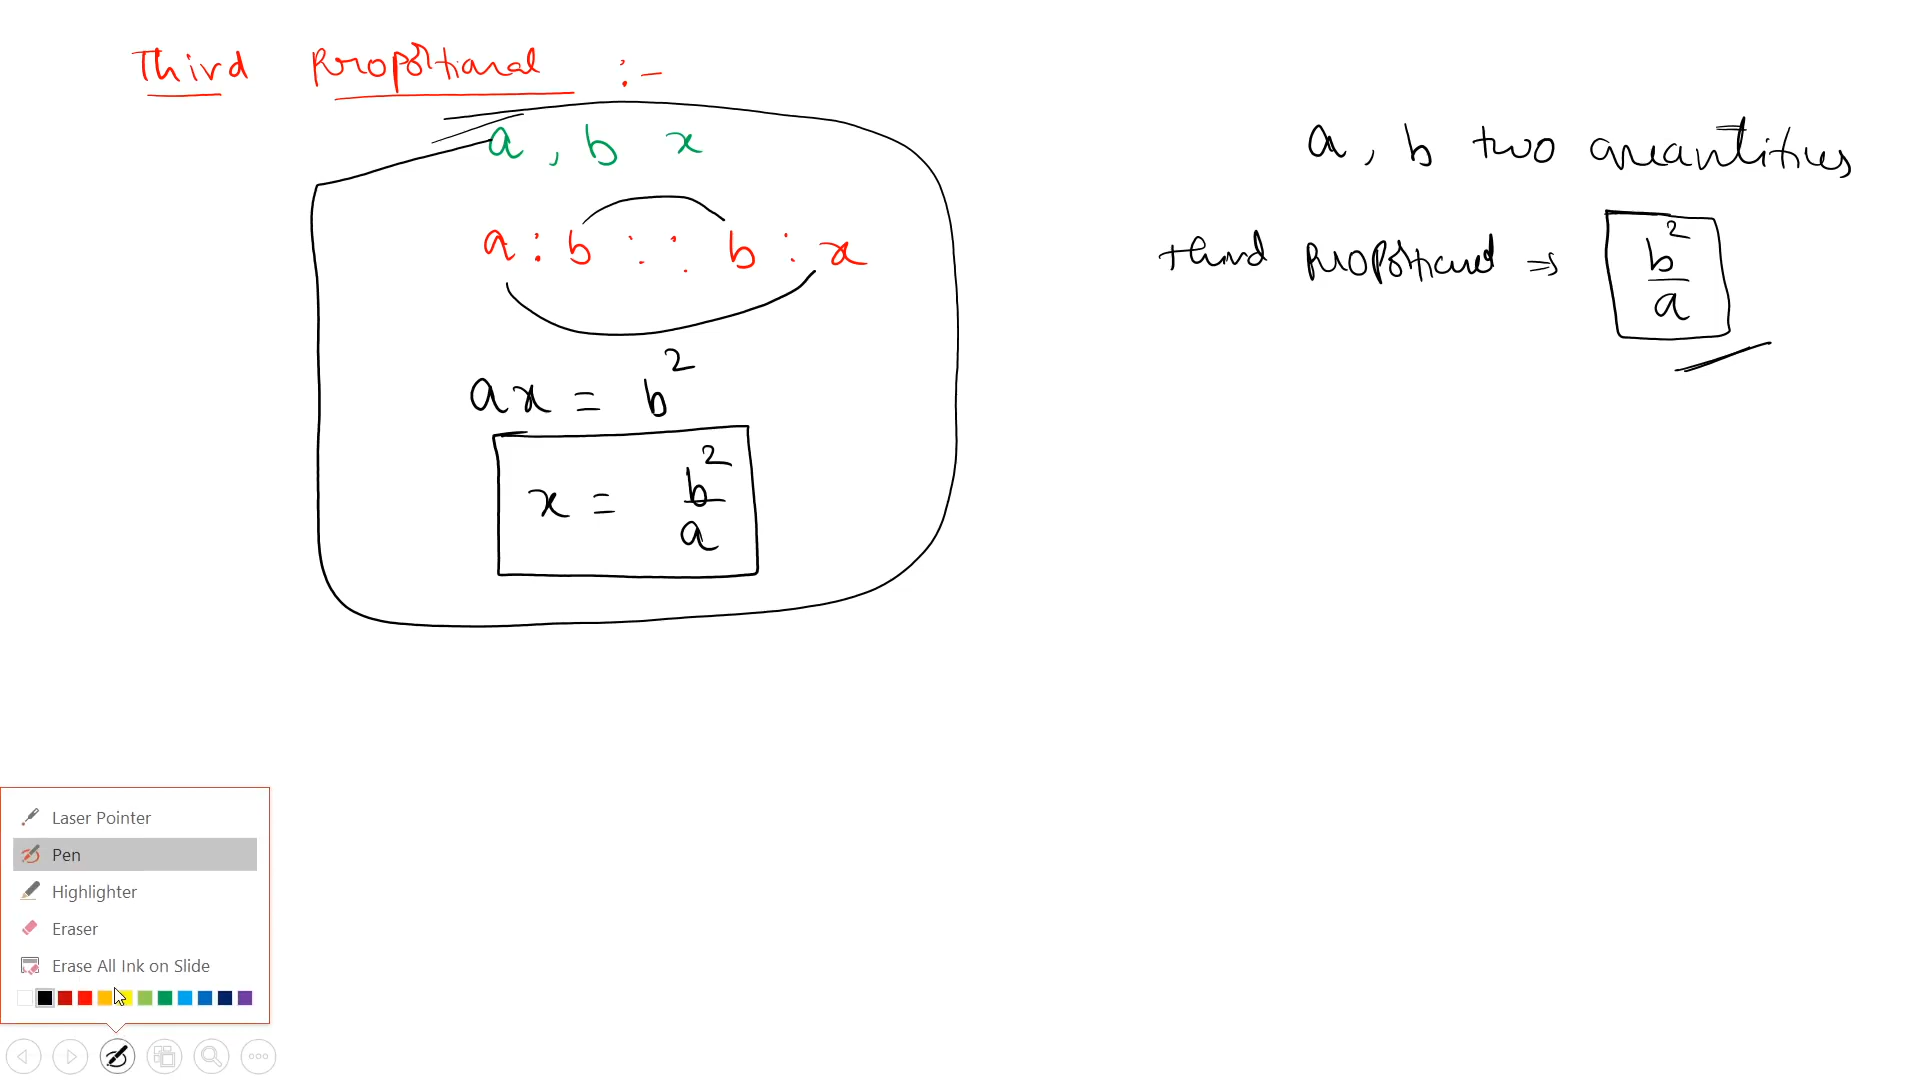 Third Proportional :-
a , b x
a : b : : b : x
ax = b²
x = b²/a
a, b two quantities
third proportional ⇒ b²/a
Laser Pointer
Pen
Highlighter
Eraser
Erase All Ink on Slide